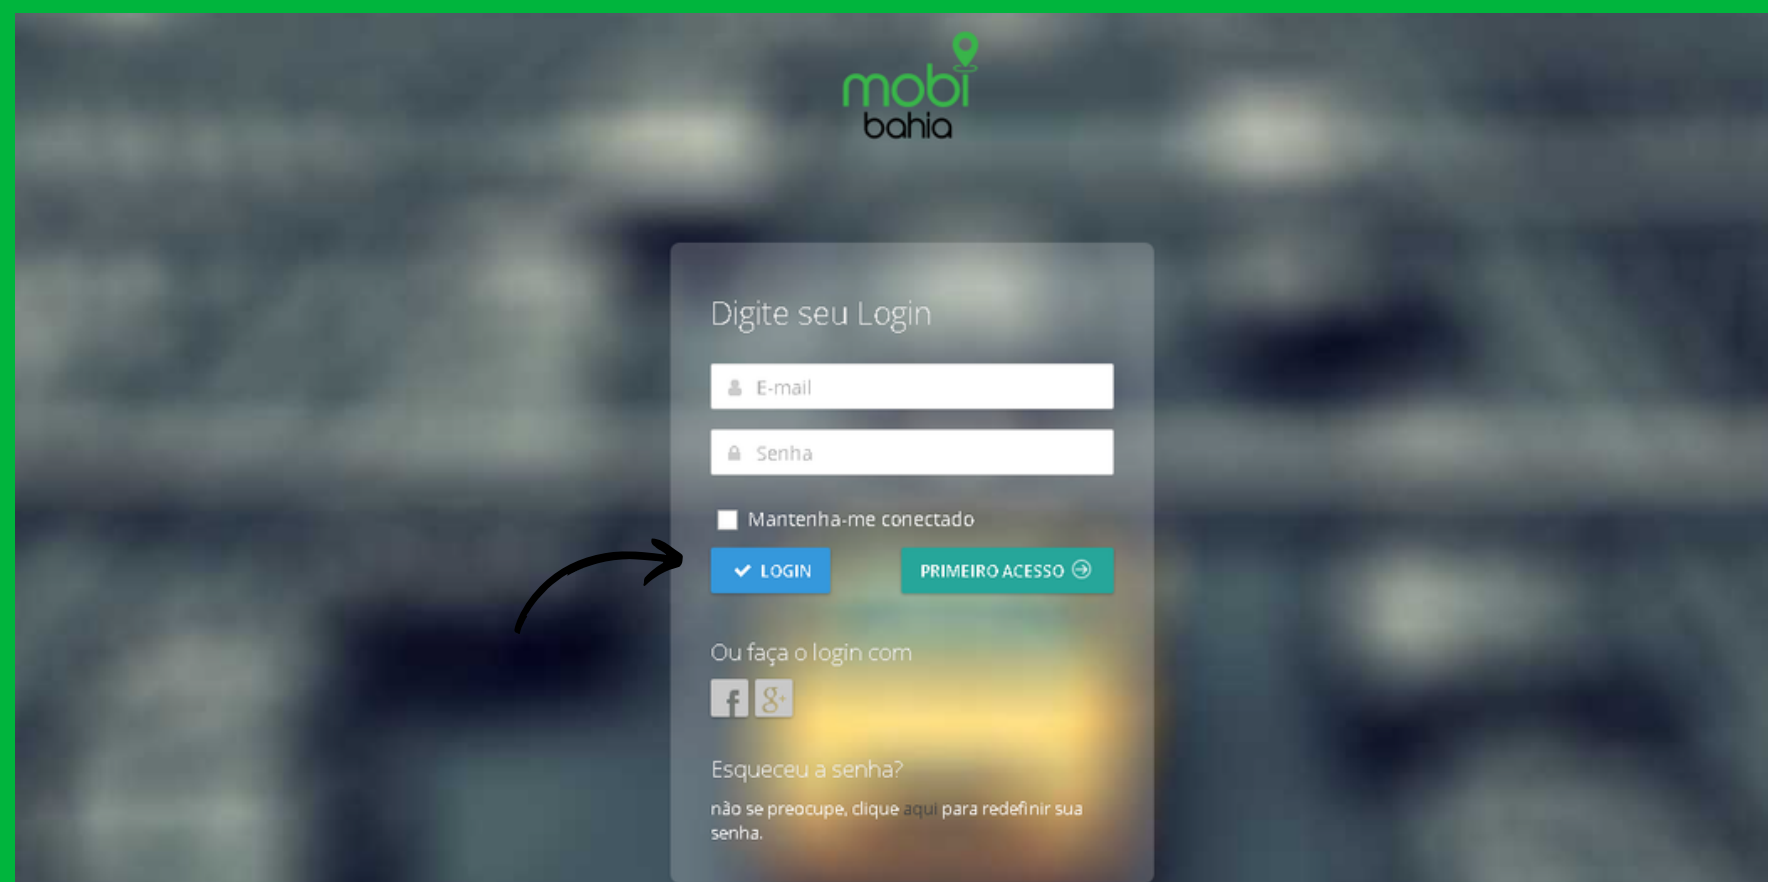 mobi
bahia
Digite seu Login
E-mail
Senha
Mantenha-me conectado
LOGIN
PRIMEIRO ACESSO
Ou faça o login com
f g+
Esqueceu a senha?
não se preocupe, clique aqui para redefinir sua
senha.